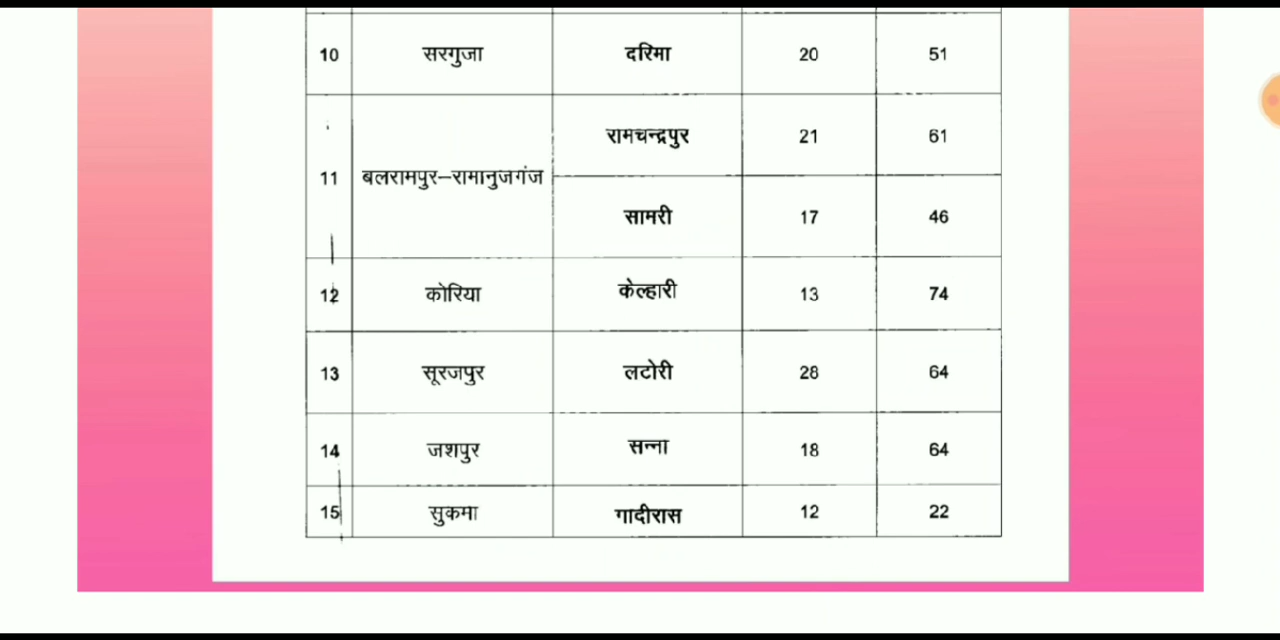 10 सरगुजा दरिमा 20 51
रामचन्द्रपुर 21 61
11 बलरामपुर–रामानुजगंज
सामरी 17 46
12 कोरिया केल्हारी 13 74
13 सूरजपुर लटोरी 28 64
14 जशपुर सन्ना 18 64
15 सुकमा गादीरास 12 22